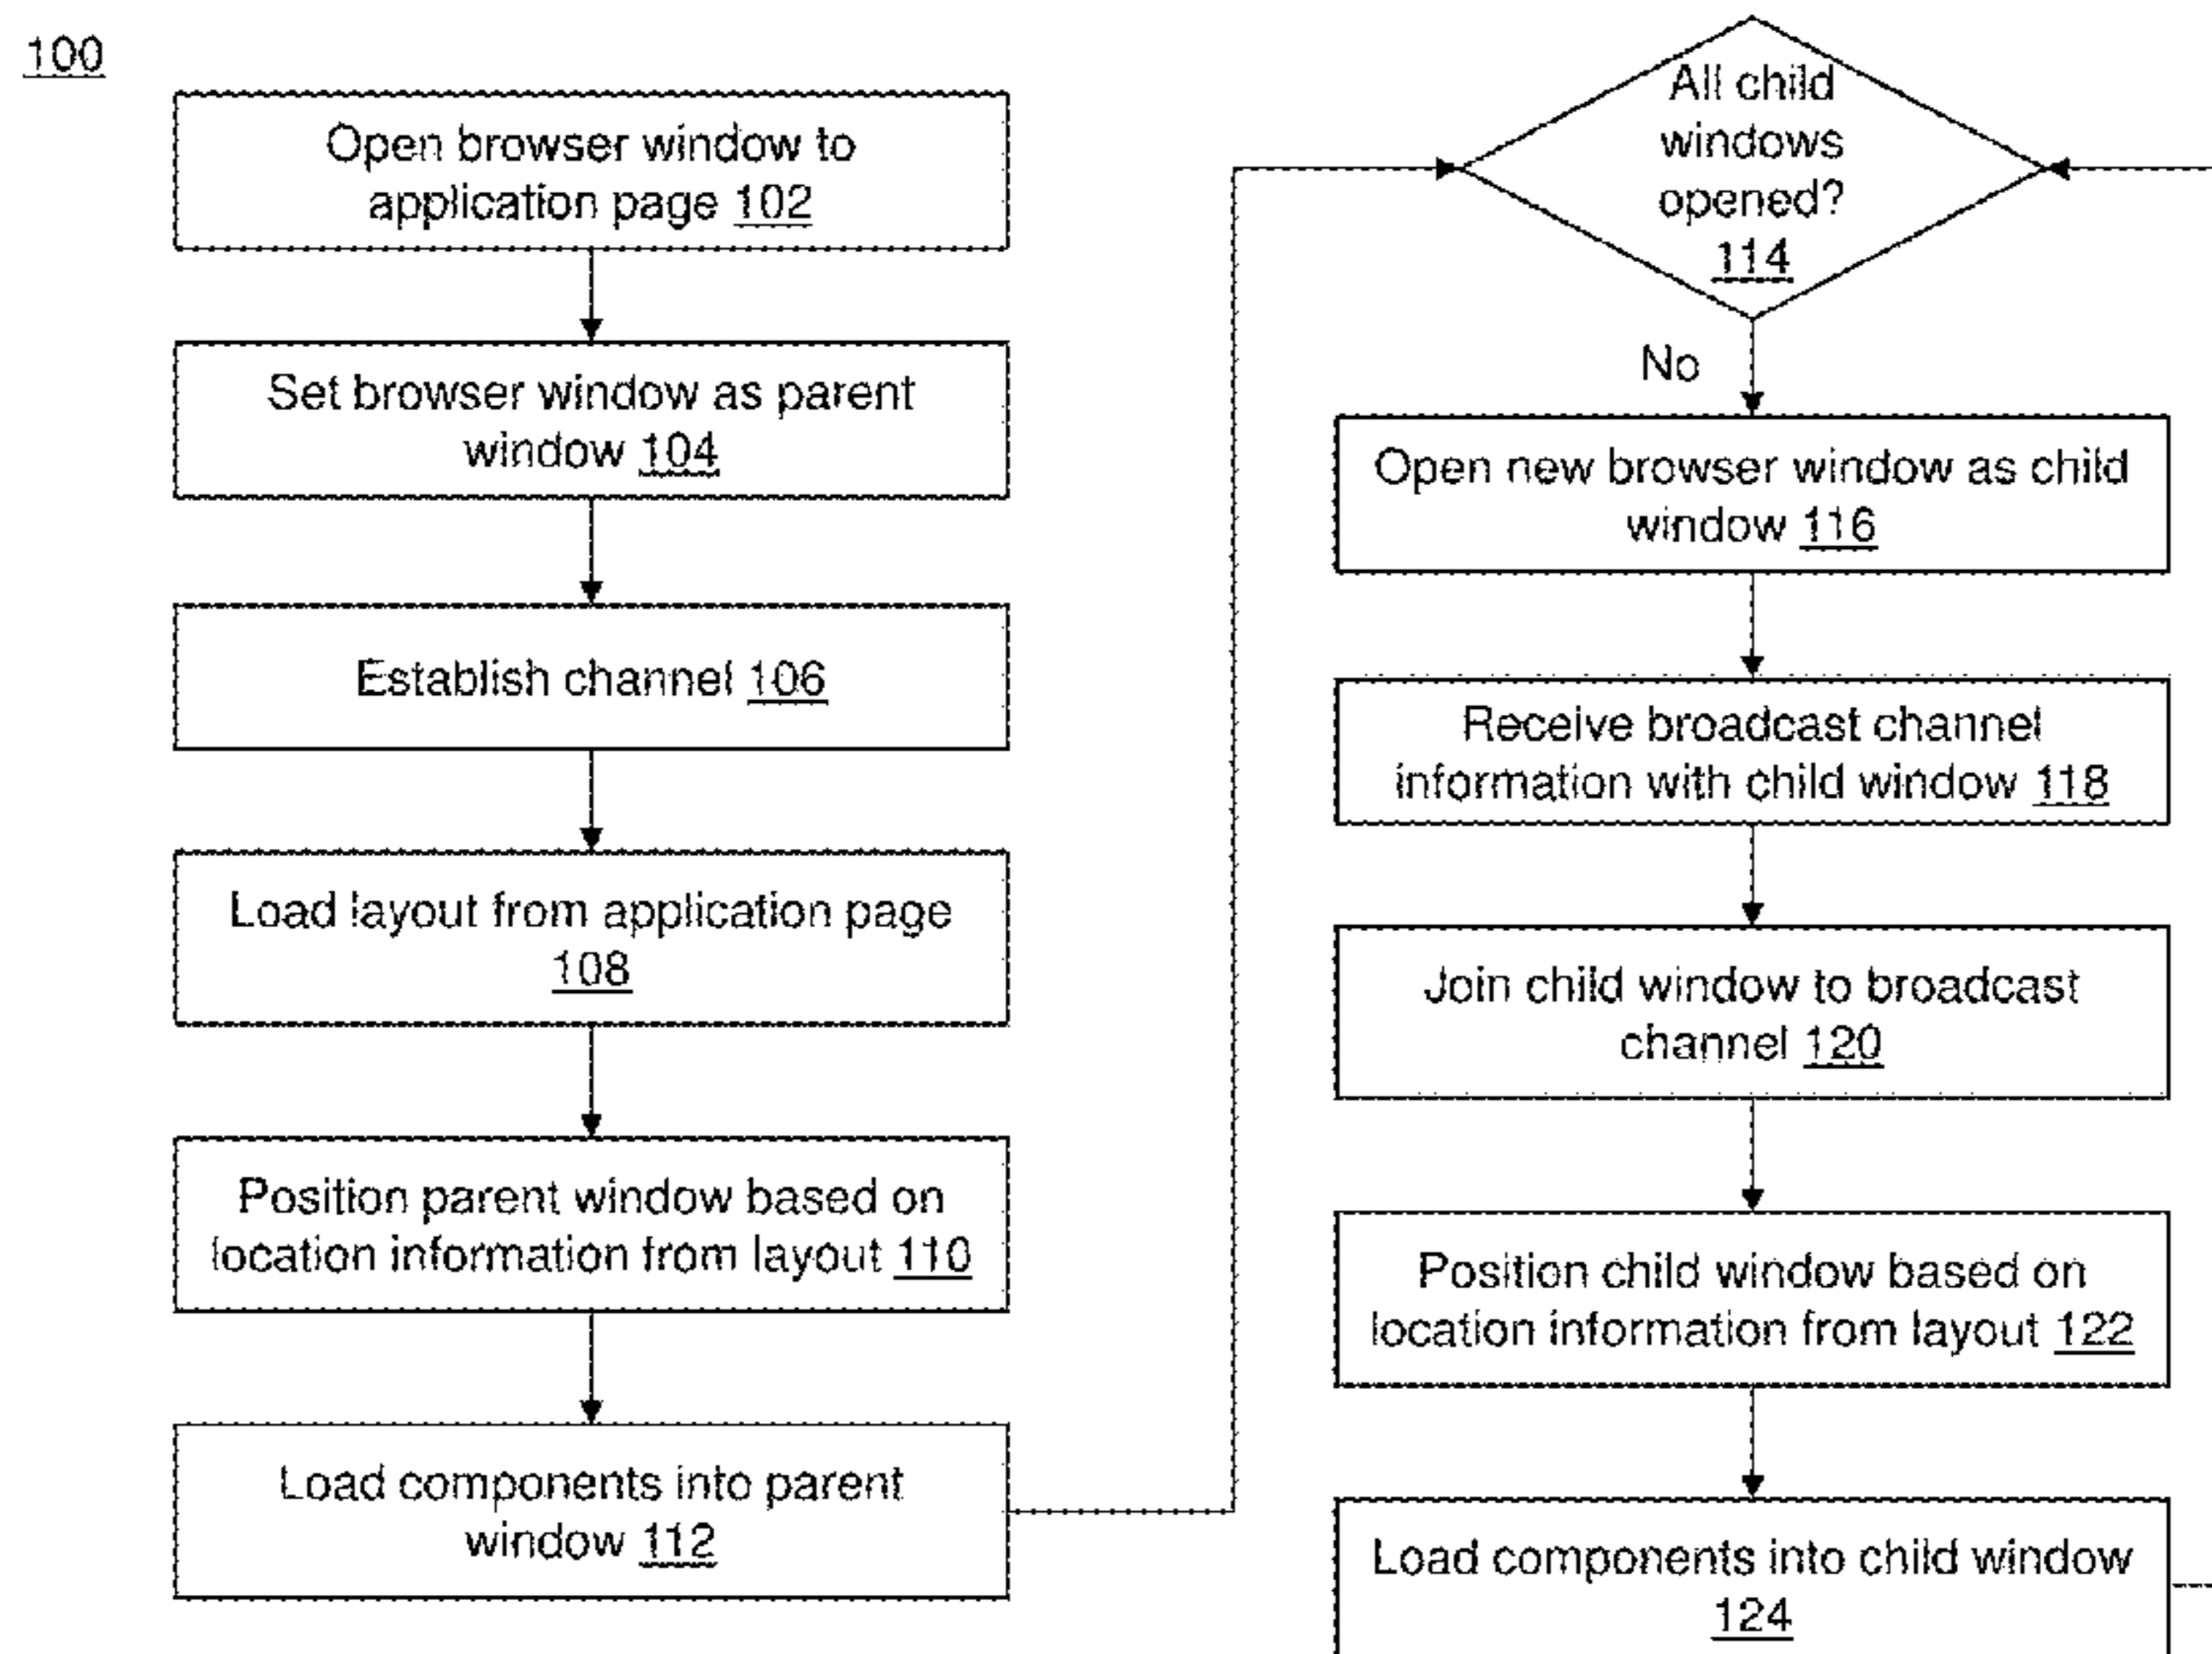 100
Open browser window to
application page 102
Set browser window as parent
window 104
Establish channel 106
Load layout from application page
108
Position parent window based on
location information from layout 110
Load components into parent
window 112
All child
windows
opened?
114
No
Open new browser window as child
window 116
Receive broadcast channel
information with child window 118
Join child window to broadcast
channel 120
Position child window based on
location information from layout 122
Load components into child window
124